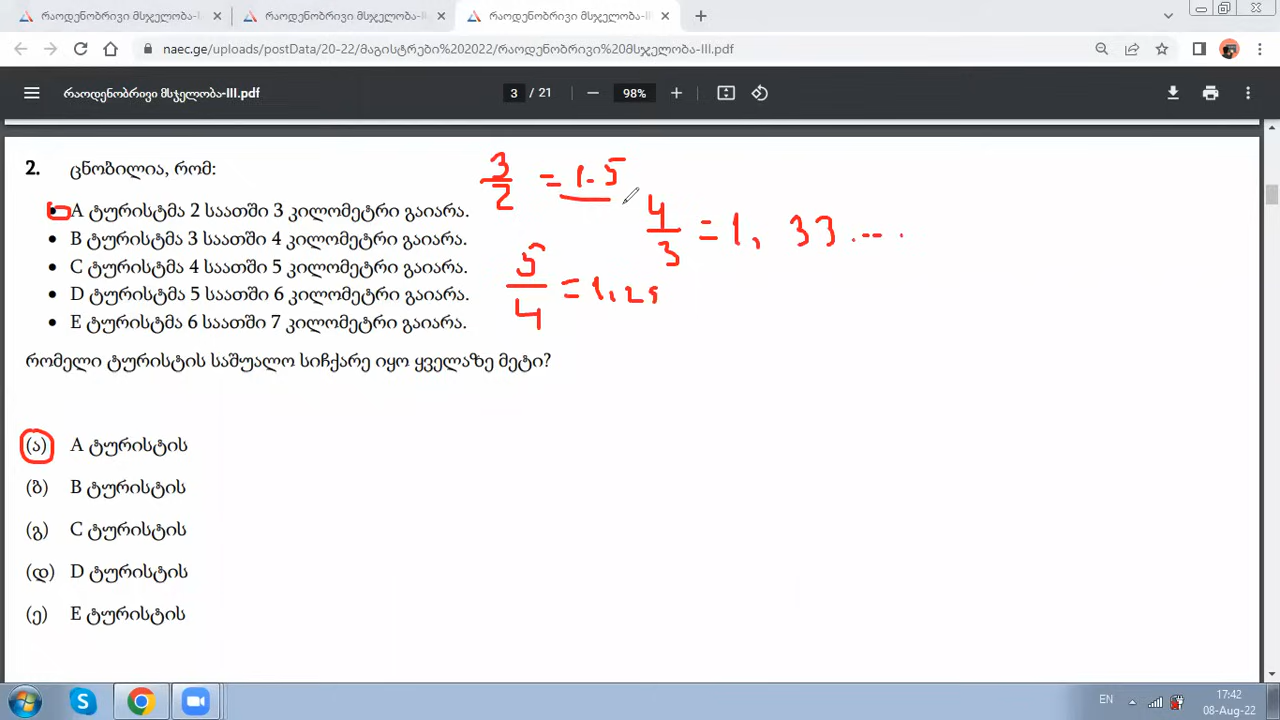 რაოდენობრივი მსჯელობა-III.
რაოდენობრივი მსჯელობა-III.
რაოდენობრივი მსჯელობა-III.
naec.ge/uploads/postData/20-22/მაგისტრები%202022/რაოდენობრივი%20მსჯელობა-III.pdf
რაოდენობრივი მსჯელობა-III.pdf
3 / 21
98%
2. ცნობილია, რომ:
• A ტურისტმა 2 საათში 3 კილომეტრი გაიარა.
• B ტურისტმა 3 საათში 4 კილომეტრი გაიარა.
• C ტურისტმა 4 საათში 5 კილომეტრი გაიარა.
• D ტურისტმა 5 საათში 6 კილომეტრი გაიარა.
• E ტურისტმა 6 საათში 7 კილომეტრი გაიარა.
3/2 = 1.5
4/3 = 1, 33 . -- .
5/4 = 1.25
რომელი ტურისტის საშუალო სიჩქარე იყო ყველაზე მეტი?
(ა) A ტურისტის
(ბ) B ტურისტის
(გ) C ტურისტის
(დ) D ტურისტის
(ე) E ტურისტის
EN
17:42
08-Aug-22